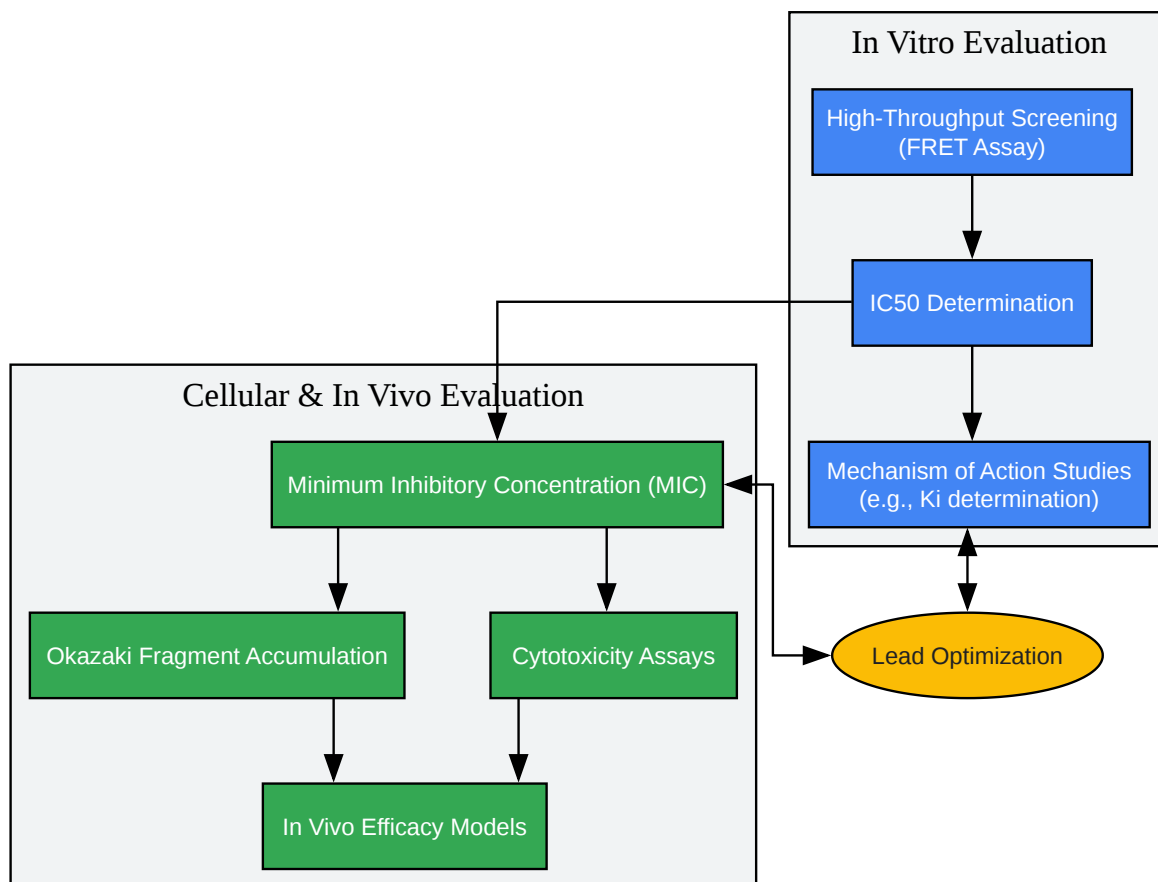 In Vitro Evaluation
High-Throughput Screening
(FRET Assay)
IC50 Determination
Cellular & In Vivo Evaluation
Minimum Inhibitory Concentration (MIC)
Mechanism of Action Studies
(e.g., Ki determination)
Okazaki Fragment Accumulation
Cytotoxicity Assays
Lead Optimization
In Vivo Efficacy Models